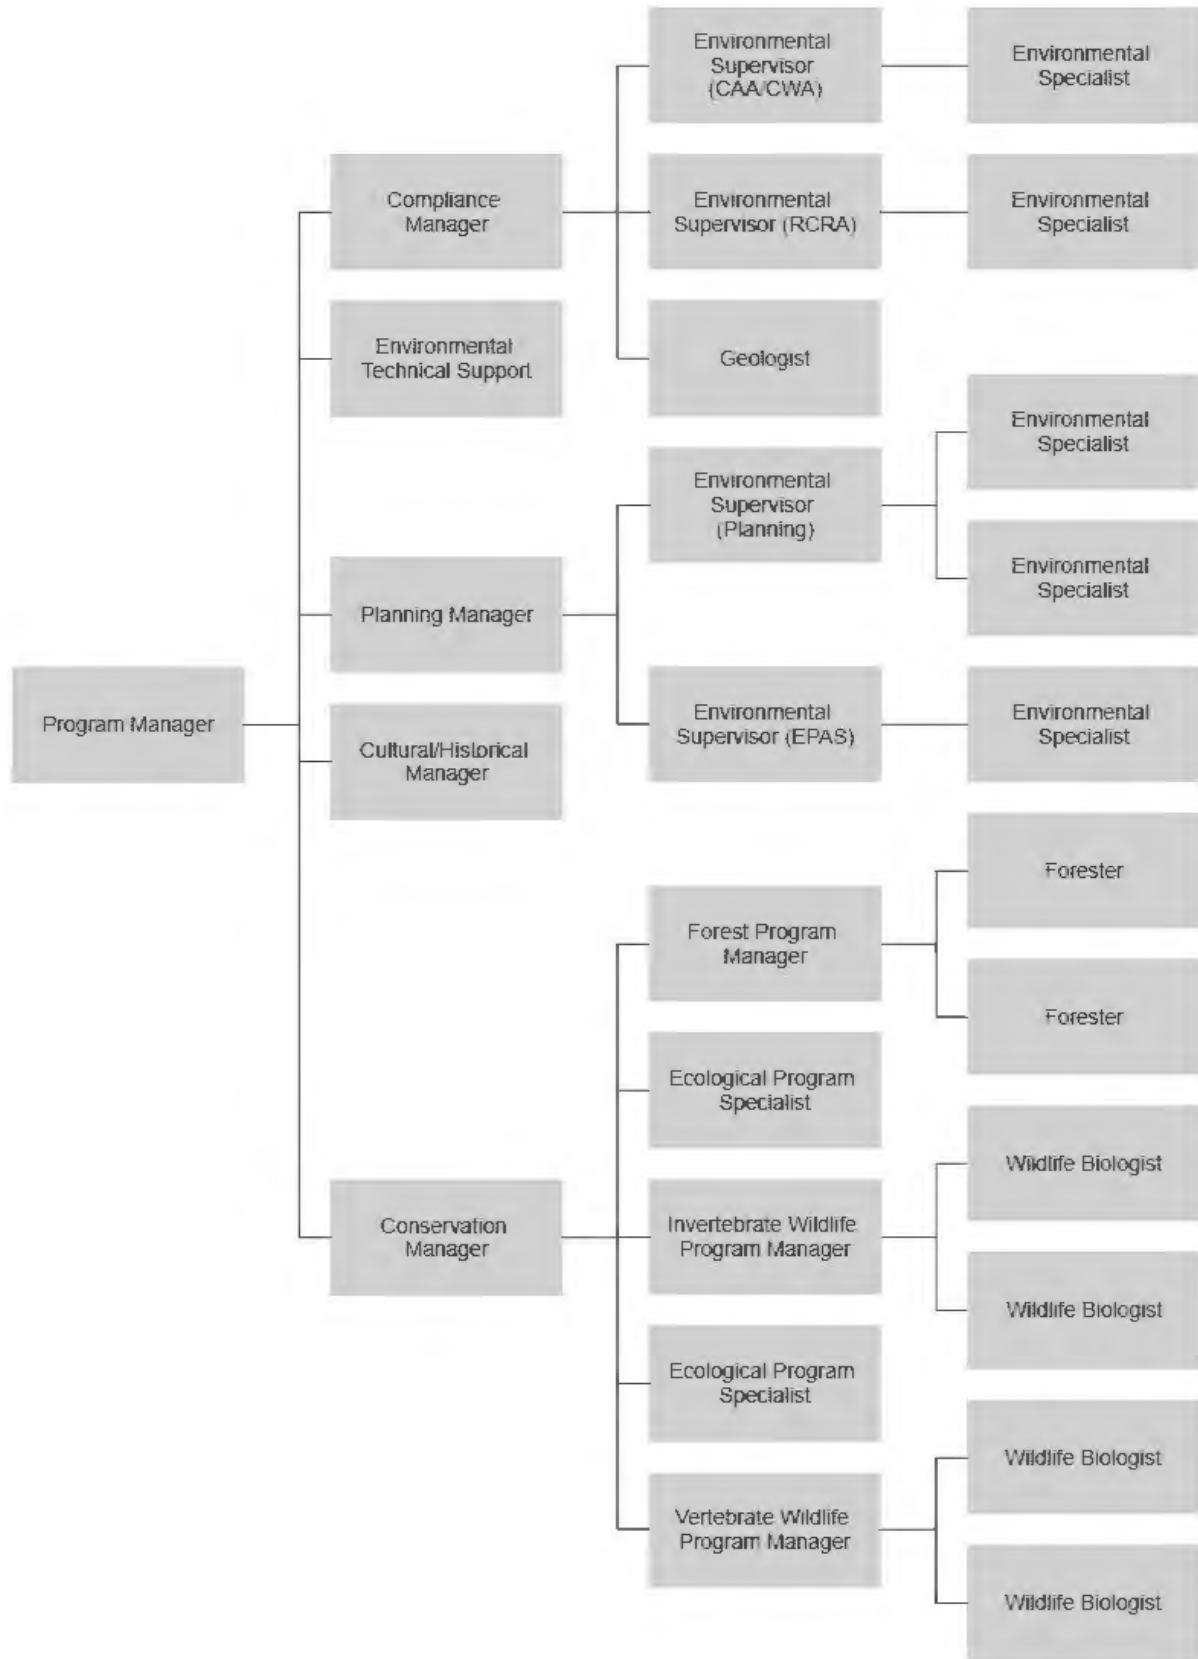 Environmental
Supervisor
(CAA/CWA)
Environmental
Specialist
Compliance
Manager
Environmental
Supervisor (RCRA)
Environmental
Specialist
Environmental
Technical Support
Geologist
Environmental
Specialist
Environmental
Supervisor
(Planning)
Environmental
Specialist
Planning Manager
Program Manager
Cultural/Historical
Manager
Environmental
Supervisor (EPAS)
Environmental
Specialist
Forester
Forest Program
Manager
Forester
Ecological Program
Specialist
Wildlife Biologist
Conservation
Manager
Invertebrate Wildlife
Program Manager
Wildlife Biologist
Ecological Program
Specialist
Wildlife Biologist
Vertebrate Wildlife
Program Manager
Wildlife Biologist